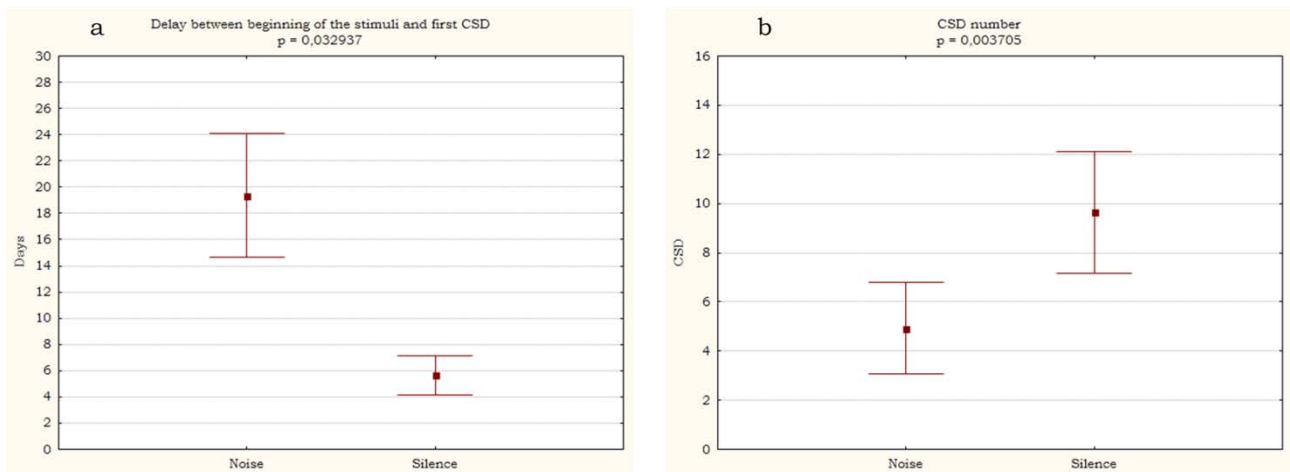 a
Delay between beginning of the stimuli and first CSD
p = 0,032937
30
28
26
24
22
20
18
16
14
12
10
8
6
4
2
0
Days
Noise
Silence
b
CSD number
p = 0,003705
16
14
12
10
8
6
4
2
0
CSD
Noise
Silence